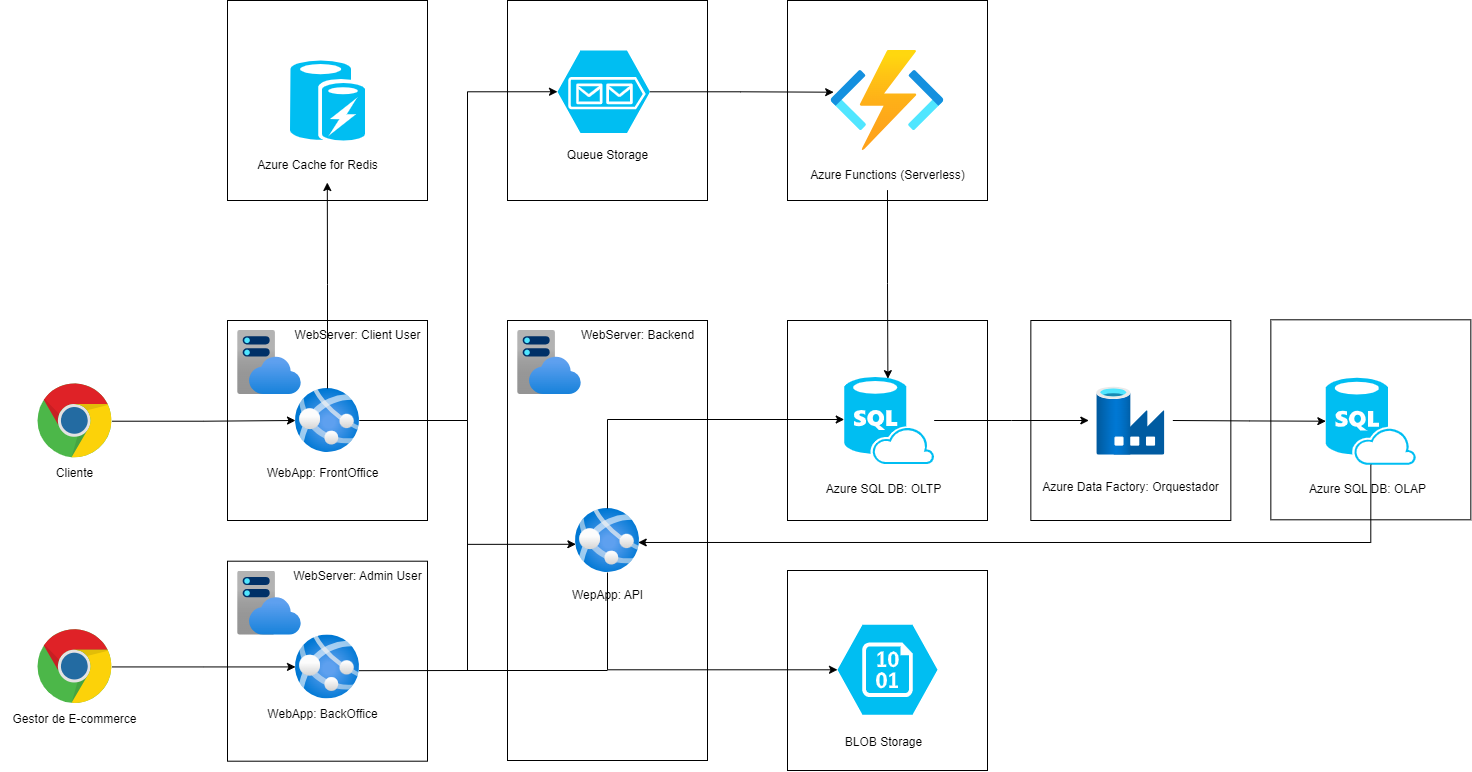 Azure Cache for Redis
Queue Storage
Azure Functions (Serverless)
WebServer: Client User
WebServer: Backend
SQL
SQL
Cliente
WebApp: FrontOffice
Azure SQL DB: OLTP
Azure Data Factory: Orquestador
Azure SQL DB: OLAP
WebServer: Admin User
WepApp: API
10
01
Gestor de E-commerce
WebApp: BackOffice
BLOB Storage